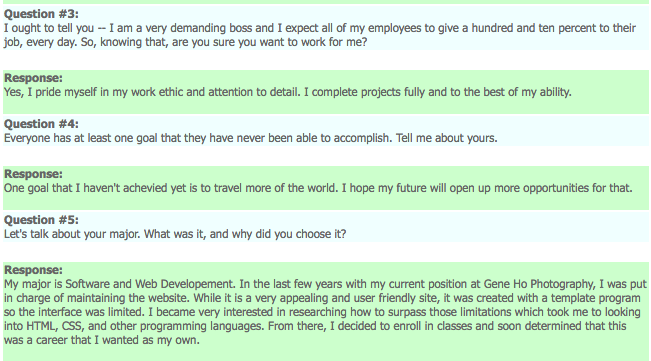 Question #3:
I ought to tell you -- I am a very demanding boss and I expect all of my employees to give a hundred and ten percent to their
job, every day. So, knowing that, are you sure you want to work for me?
Response:
Yes, I pride myself in my work ethic and attention to detail. I complete projects fully and to the best of my ability.
Question #4:
Everyone has at least one goal that they have never been able to accomplish. Tell me about yours.
Response:
One goal that I haven't achevied yet is to travel more of the world. I hope my future will open up more opportunities for that.
Question #5:
Let's talk about your major. What was it, and why did you choose it?
Response:
My major is Software and Web Developement. In the last few years with my current position at Gene Ho Photography, I was put
in charge of maintaining the website. While it is a very appealing and user friendly site, it was created with a template program
so the interface was limited. I became very interested in researching how to surpass those limitations which took me to looking
into HTML, CSS, and other programming languages. From there, I decided to enroll in classes and soon determined that this
was a career that I wanted as my own.